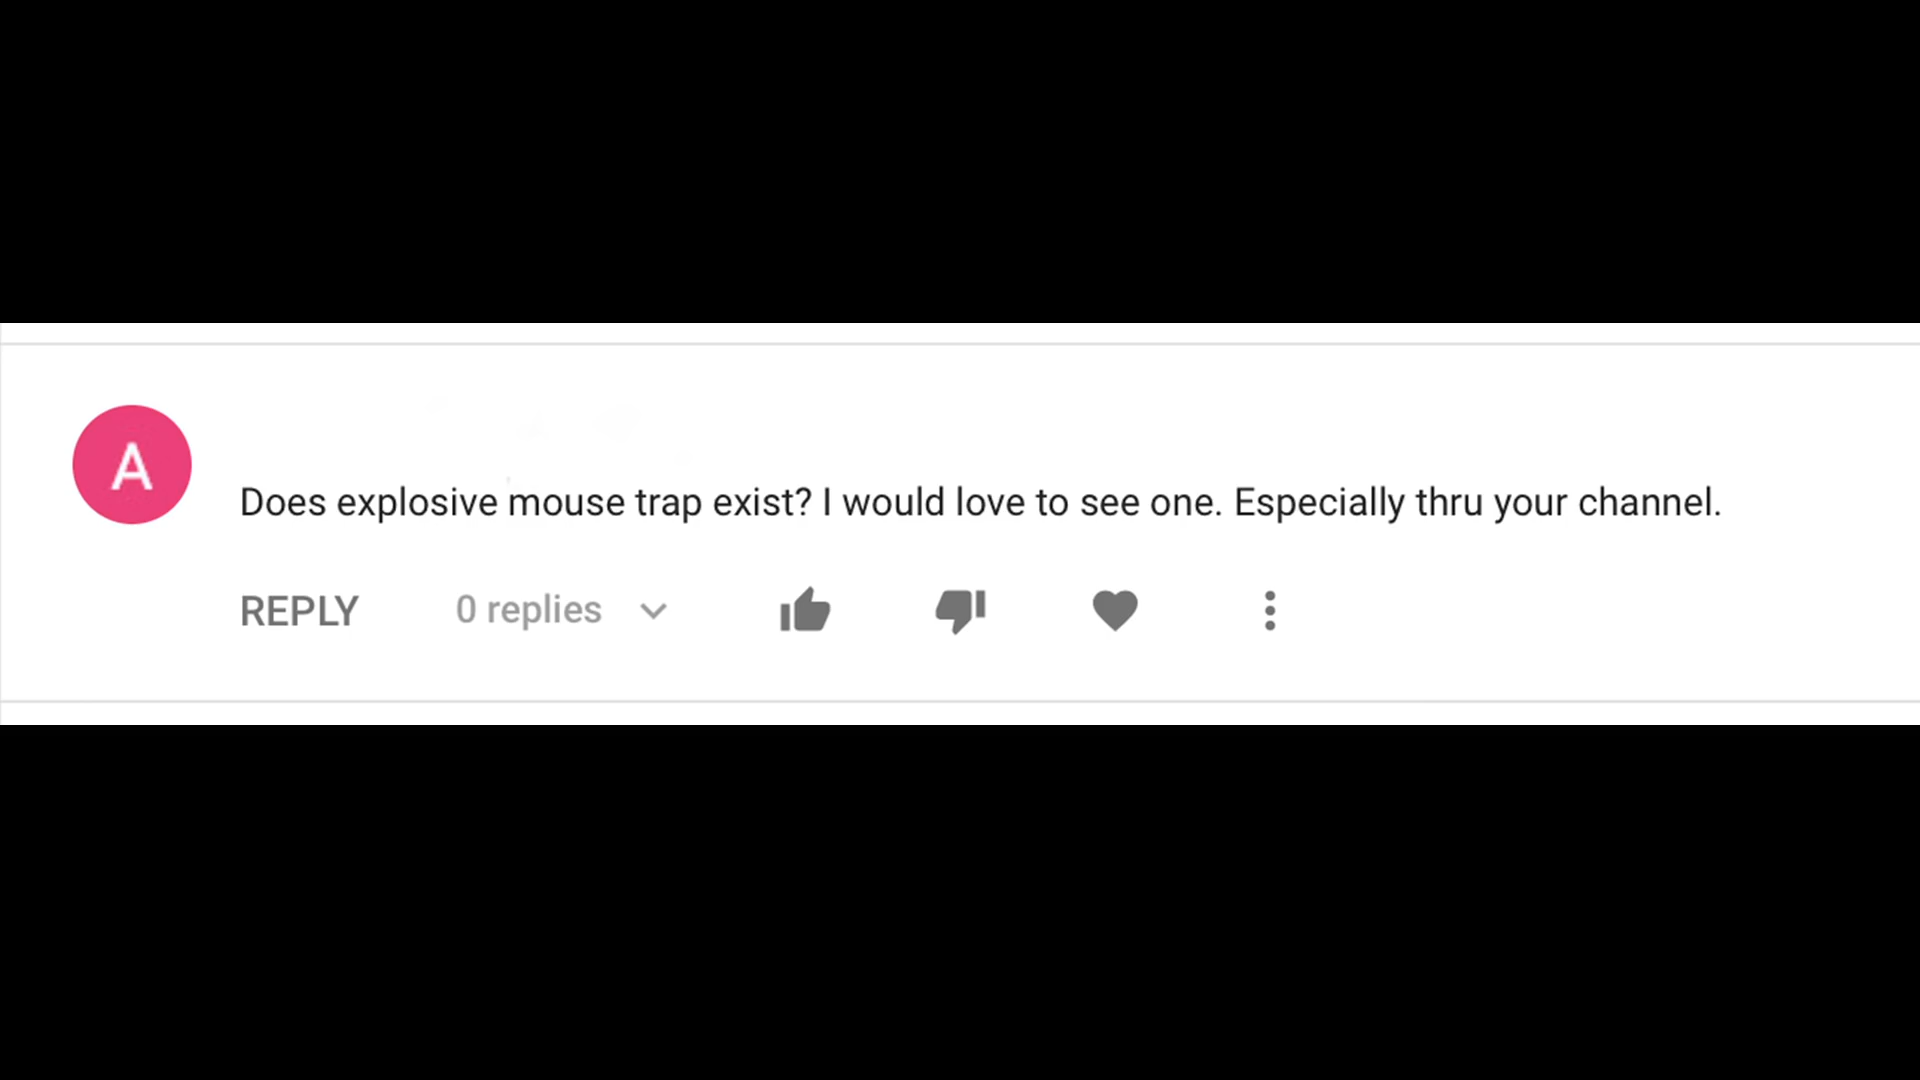 A
Does explosive mouse trap exist? I would love to see one. Especially thru your channel.
REPLY 0 replies